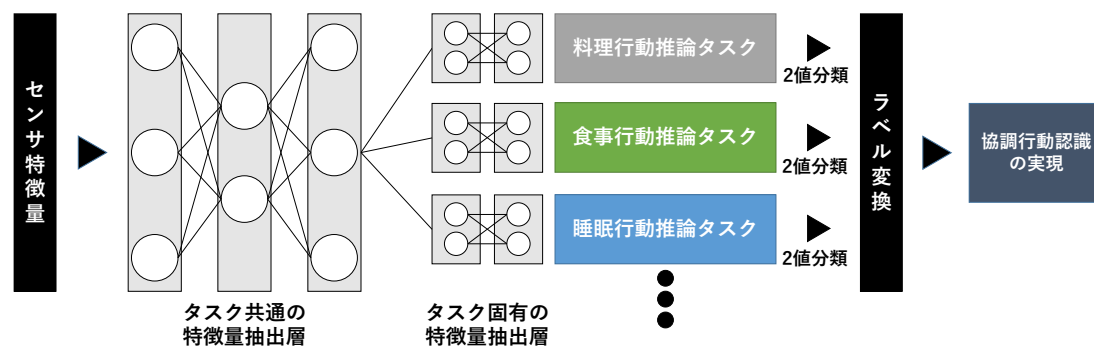 センサ特徴量
タスク共通の
特徴量抽出層
タスク固有の
特徴量抽出層
料理行動推論タスク
2値分類
食事行動推論タスク
2値分類
睡眠行動推論タスク
2値分類
ラベル変換
協調行動認識
の実現